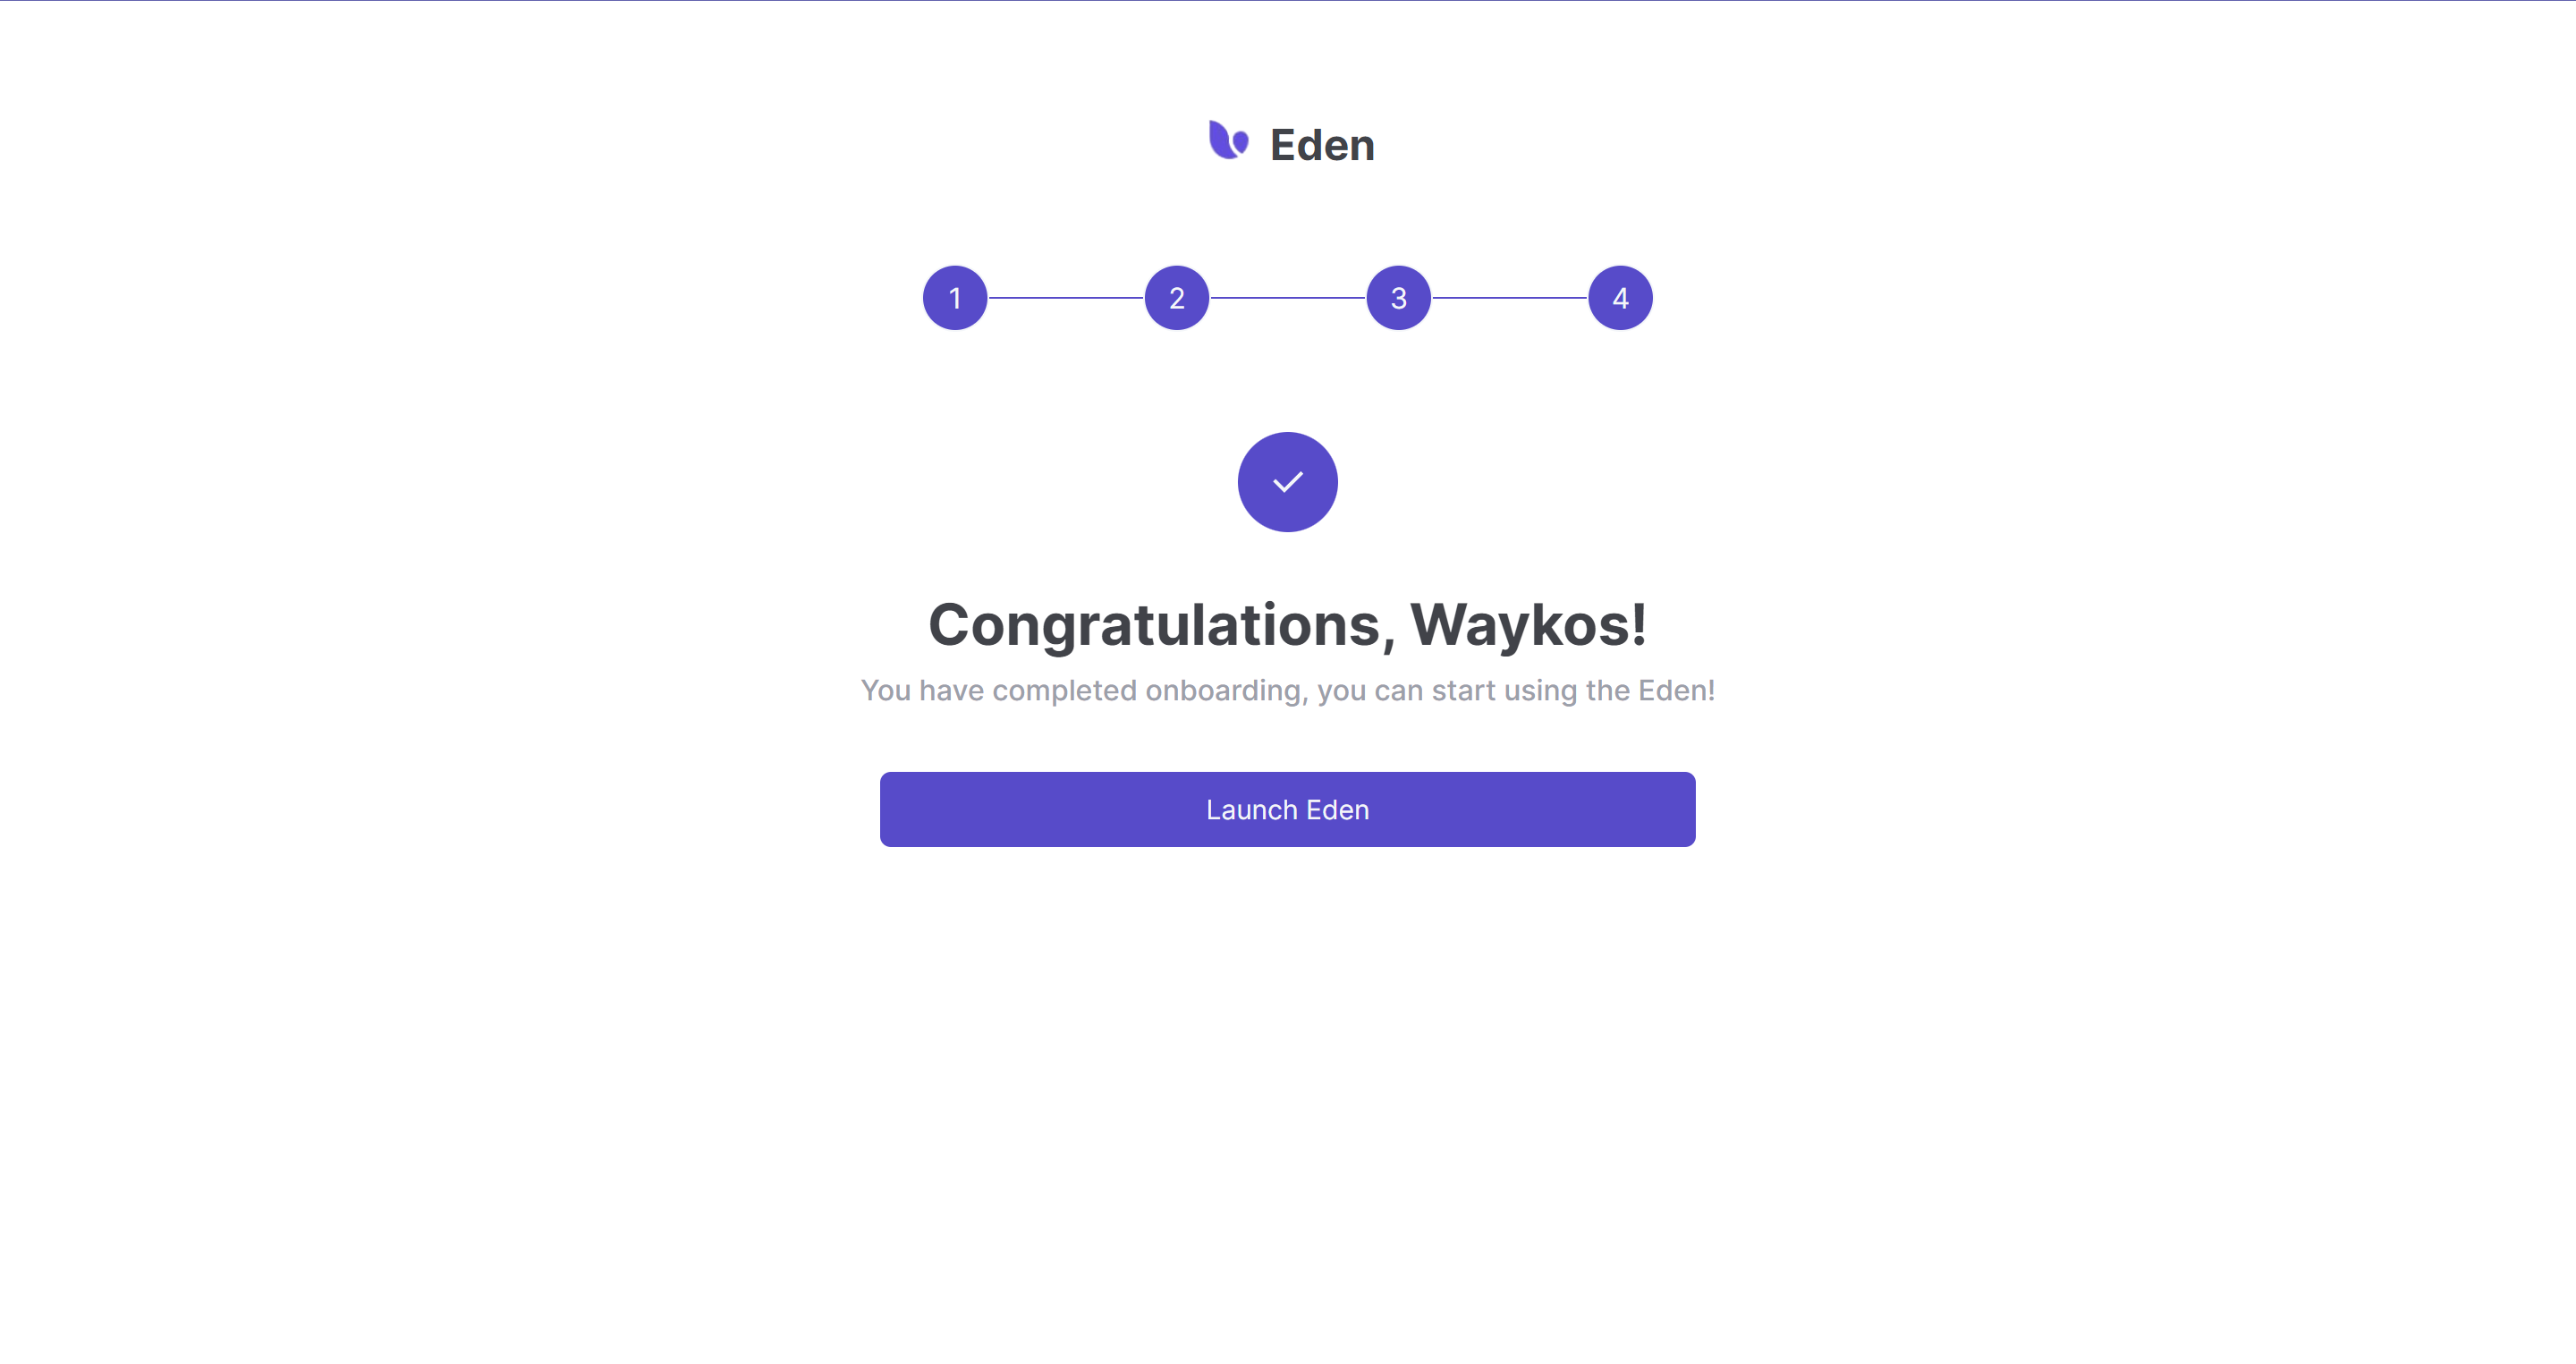 Eden
1 2 3 4
Congratulations, Waykos!
You have completed onboarding, you can start using the Eden!
Launch Eden